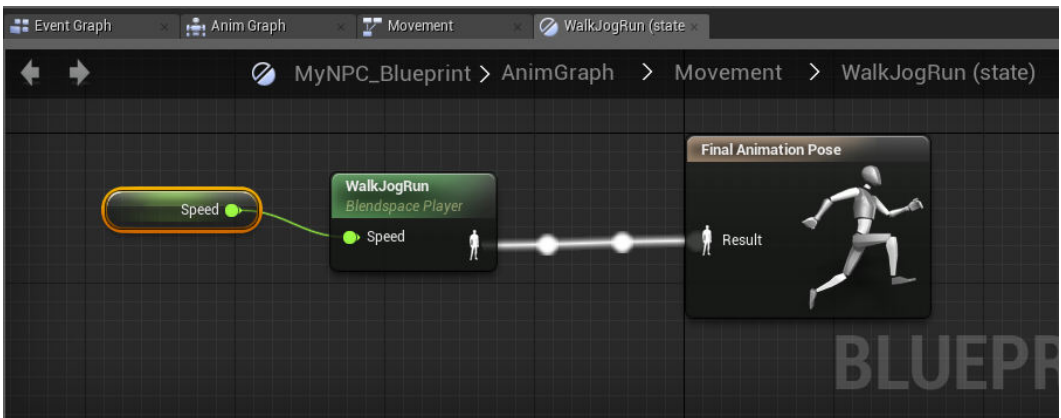 Event Graph
Anim Graph
Movement
WalkJogRun (state
MyNPC_Blueprint > AnimGraph > Movement > WalkJogRun (state)
Final Animation Pose
WalkJogRun
Blendspace Player
Speed
Speed
Result
BLUEPR